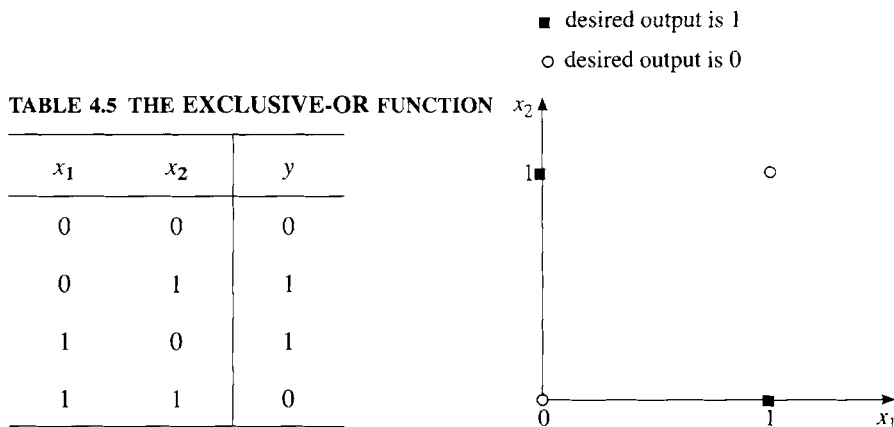 ■ desired output is 1
○ desired output is 0
TABLE 4.5 THE EXCLUSIVE-OR FUNCTION
x₁ x₂ y
0 0 0
0 1 1
1 0 1
1 1 0
x₂
1
0 1 x₁